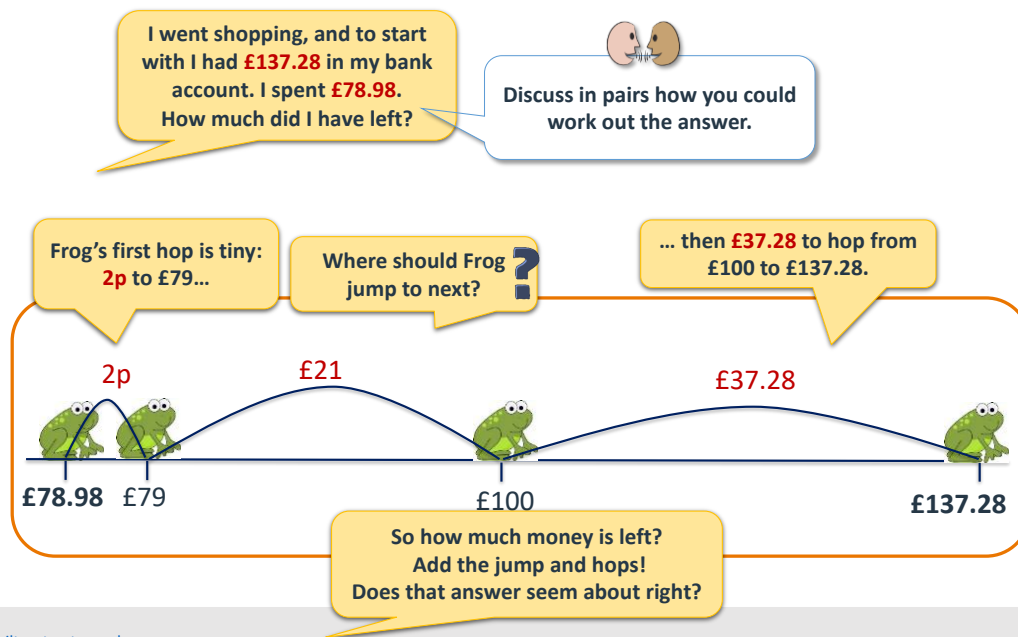 I went shopping, and to start
with I had £137.28 in my bank
account. I spent £78.98.
How much did I have left?
Discuss in pairs how you could
work out the answer.
Frog's first hop is tiny:
2p to £79...
Where should Frog
jump to next?
?
... then £37.28 to hop from
£100 to £137.28.
2p
£21
£37.28
£78.98
£79
£100
£137.28
So how much money is left?
Add the jump and hops!
Does that answer seem about right?